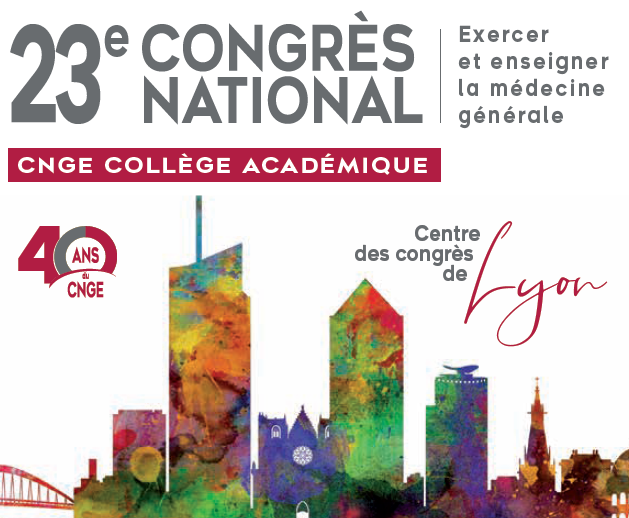 23e CONGRÈS
NATIONAL
Exercer
et enseigner
la médecine
générale
CNGE COLLÈGE ACADÉMIQUE
40
ANS
du
CNGE
Centre
des congrès
de
Lyon